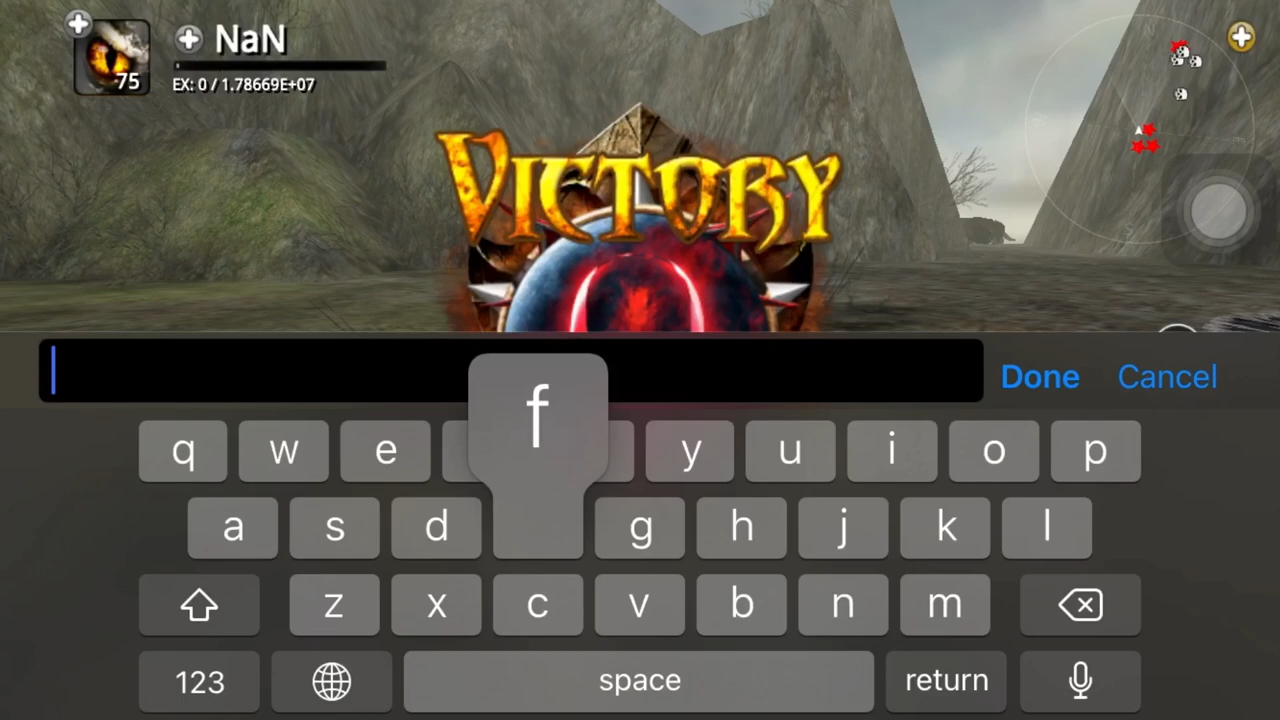 NaN
75
EX: 0 / 1.78669E+07
VICTORY
Done Cancel
f
q w e y u i o p
a s d g h j k l
z x c v b n m
123 space return